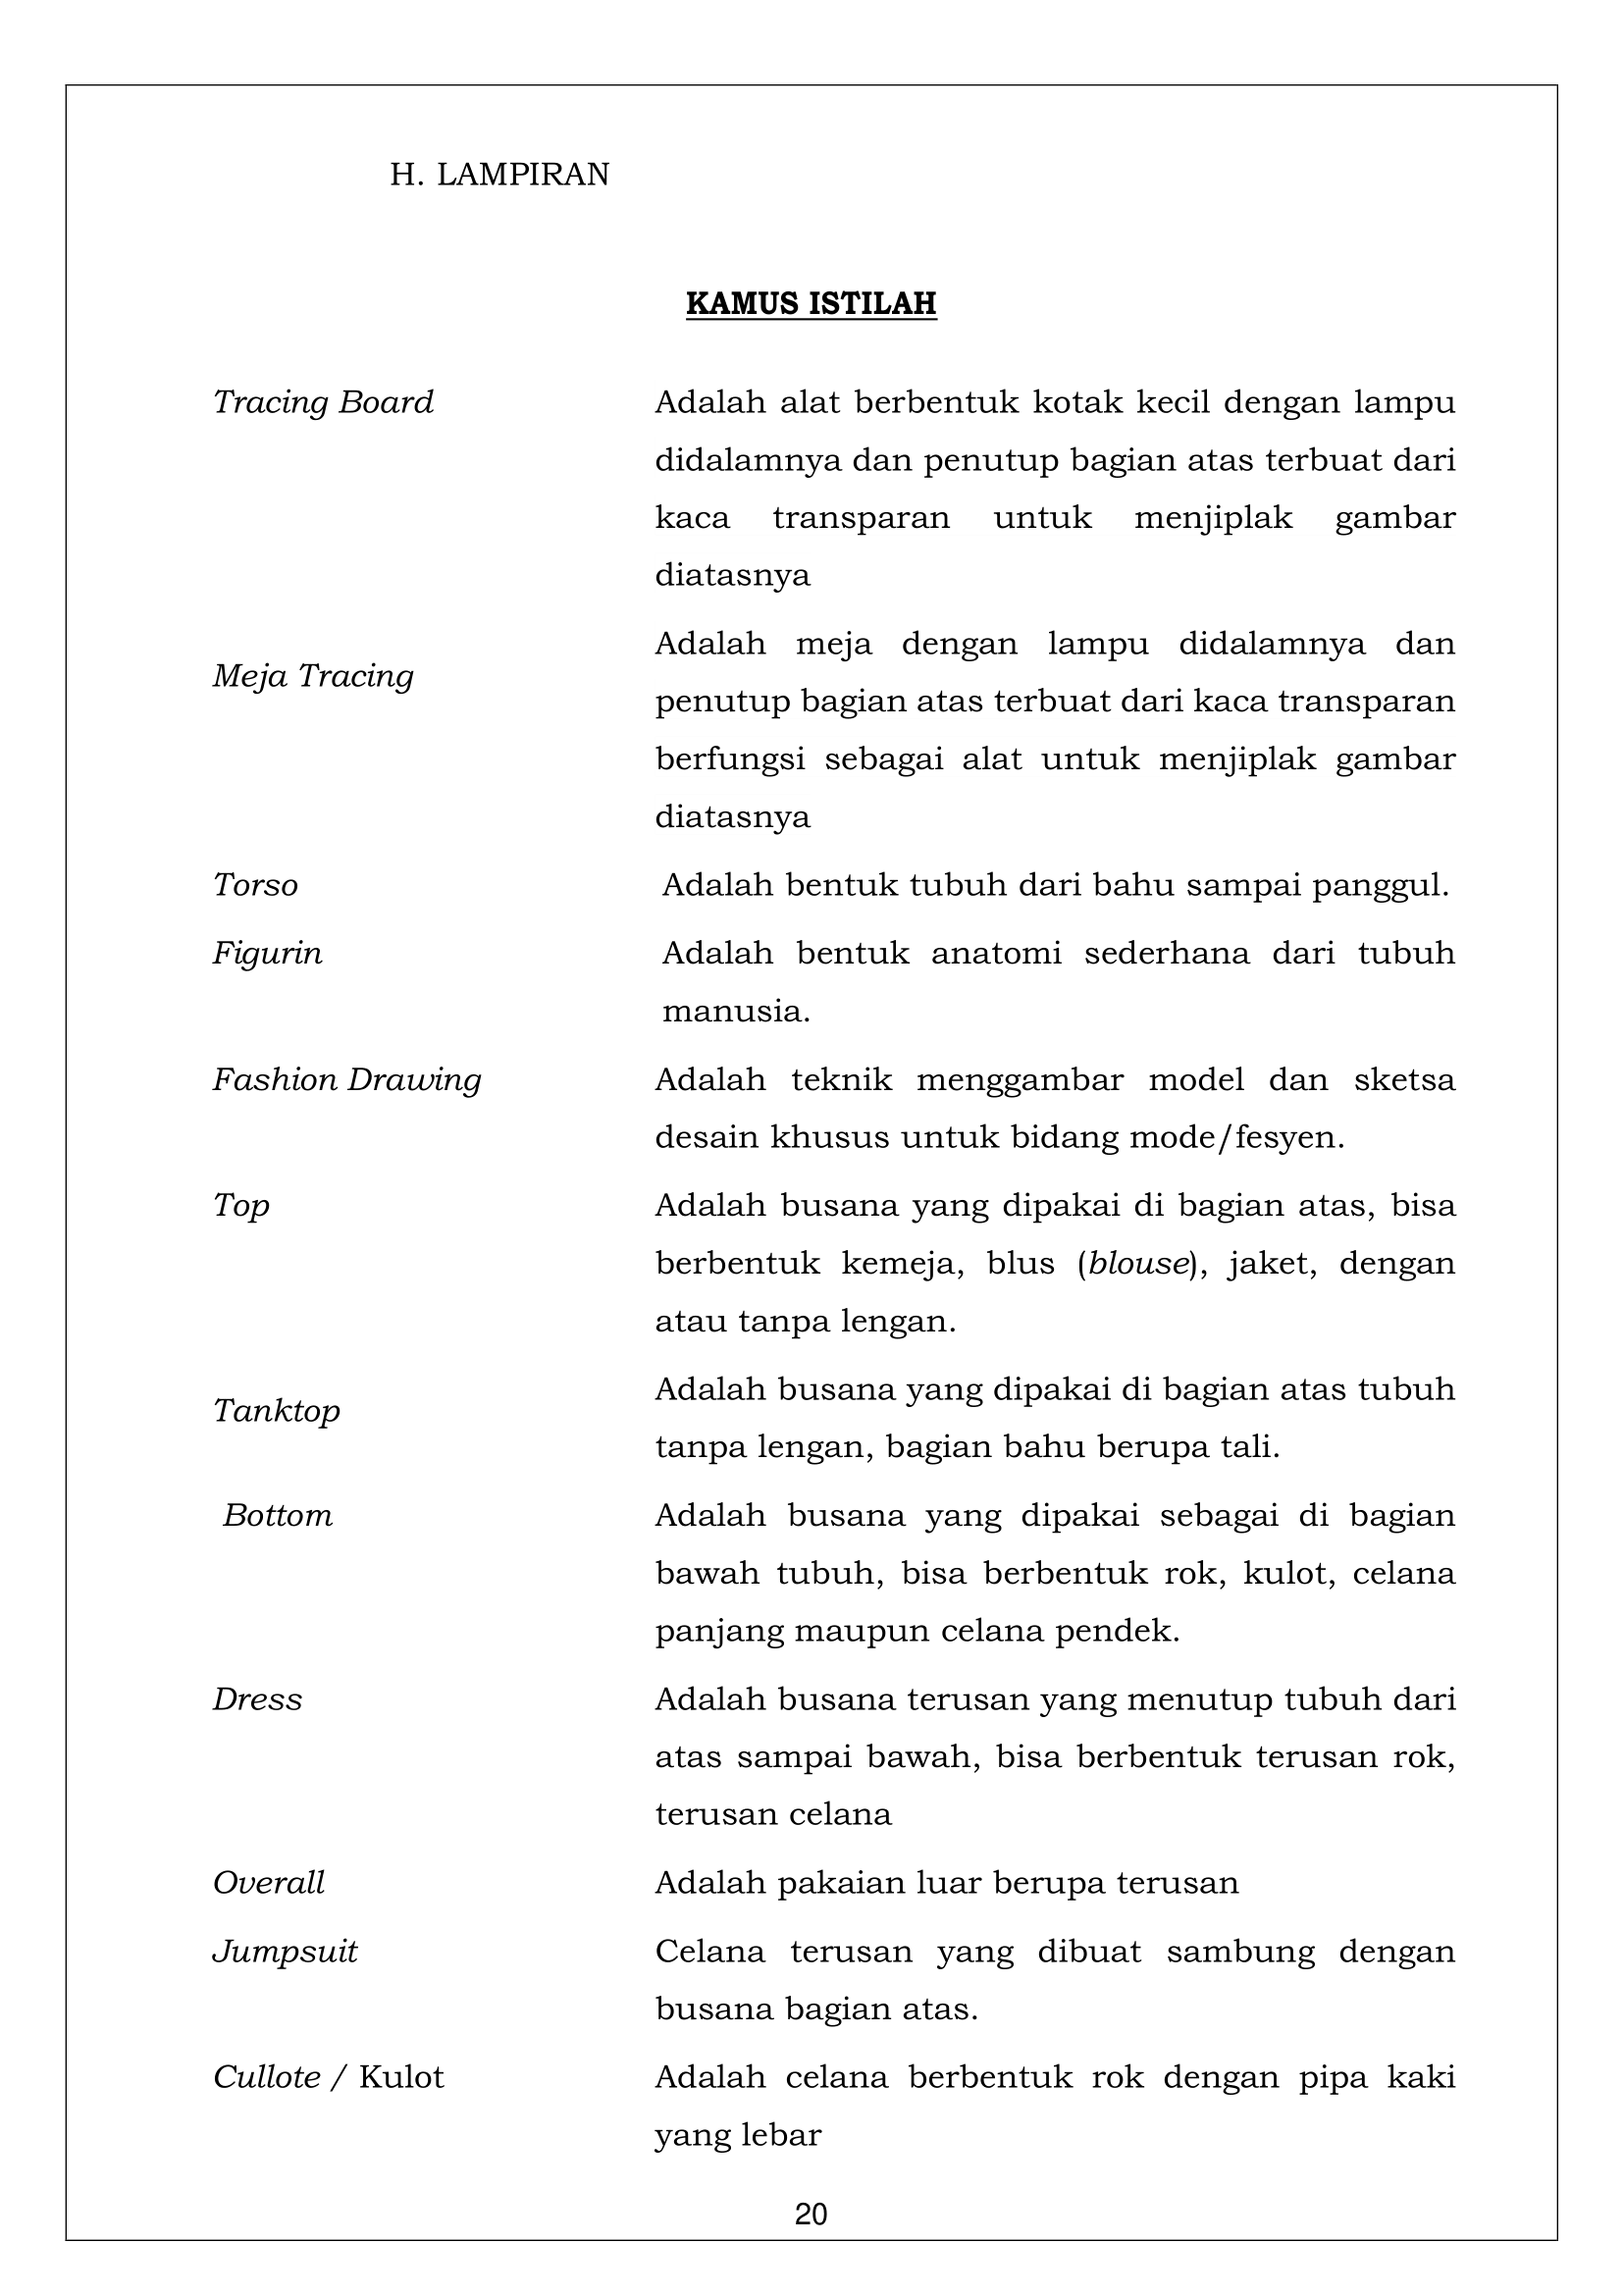 H. LAMPIRAN
KAMUS ISTILAH
Tracing Board
Adalah alat berbentuk kotak kecil dengan lampu
didalamnya dan penutup bagian atas terbuat dari
kaca transparan untuk menjiplak gambar
diatasnya
Meja Tracing
Adalah meja dengan lampu didalamnya dan
penutup bagian atas terbuat dari kaca transparan
berfungsi sebagai alat untuk menjiplak gambar
diatasnya
Torso
Adalah bentuk tubuh dari bahu sampai panggul.
Figurin
Adalah bentuk anatomi sederhana dari tubuh
manusia.
Fashion Drawing
Adalah teknik menggambar model dan sketsa
desain khusus untuk bidang mode/fesyen.
Top
Adalah busana yang dipakai di bagian atas, bisa
berbentuk kemeja, blus (blouse), jaket, dengan
atau tanpa lengan.
Tanktop
Adalah busana yang dipakai di bagian atas tubuh
tanpa lengan, bagian bahu berupa tali.
Bottom
Adalah busana yang dipakai sebagai di bagian
bawah tubuh, bisa berbentuk rok, kulot, celana
panjang maupun celana pendek.
Dress
Adalah busana terusan yang menutup tubuh dari
atas sampai bawah, bisa berbentuk terusan rok,
terusan celana
Overall
Adalah pakaian luar berupa terusan
Jumpsuit
Celana terusan yang dibuat sambung dengan
busana bagian atas.
Cullote / Kulot
Adalah celana berbentuk rok dengan pipa kaki
yang lebar
20